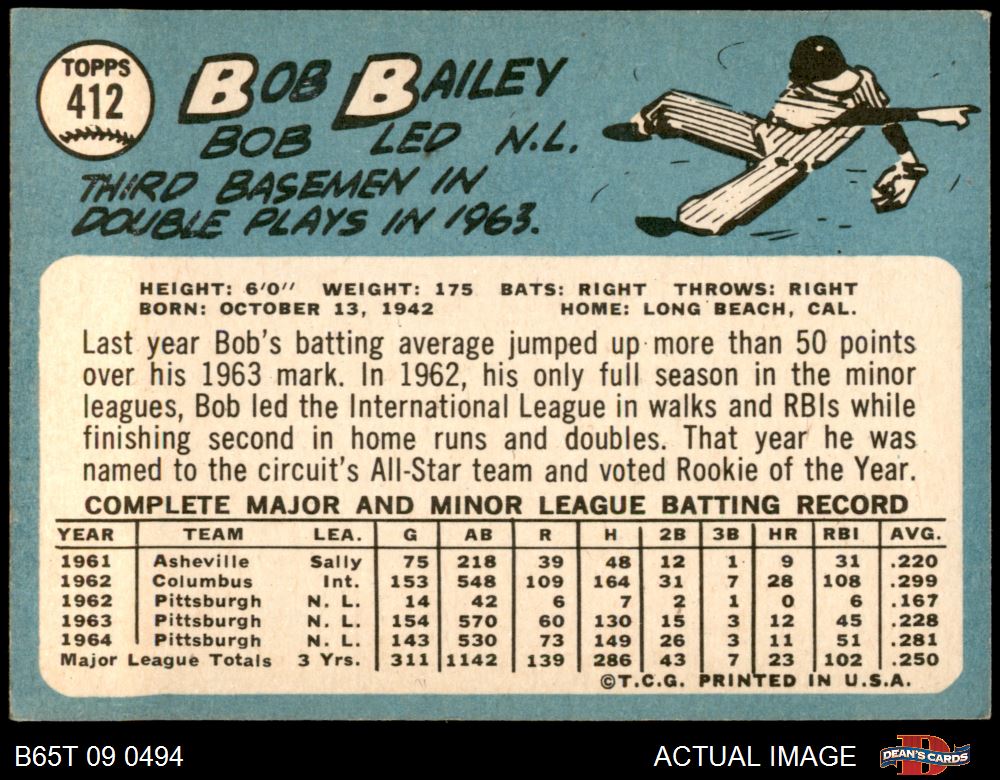 TOPPS
412
BOB BAILEY
BOB LED N.L.
THIRD BASEMEN IN
DOUBLE PLAYS IN 1963.
HEIGHT: 6'0" WEIGHT: 175 BATS: RIGHT THROWS: RIGHT
BORN: OCTOBER 13, 1942 HOME: LONG BEACH, CAL.
Last year Bob's batting average jumped up more than 50 points
over his 1963 mark. In 1962, his only full season in the minor
leagues, Bob led the International League in walks and RBIs while
finishing second in home runs and doubles. That year he was
named to the circuit's All-Star team and voted Rookie of the Year.
COMPLETE MAJOR AND MINOR LEAGUE BATTING RECORD
YEAR TEAM LEA. G AB R H 2B 3B HR RBI AVG.
1961 Asheville Sally 75 218 39 48 12 1 9 31 .220
1962 Columbus Int. 153 548 109 164 31 7 28 108 .299
1962 Pittsburgh N. L. 14 42 6 7 2 1 0 6 .167
1963 Pittsburgh N. L. 154 570 60 130 15 3 12 45 .228
1964 Pittsburgh N. L. 143 530 73 149 26 3 11 51 .281
Major League Totals 3 Yrs. 311 1142 139 286 43 7 23 102 .250
©T.C.G. PRINTED IN U.S.A.
B65T 09 0494 ACTUAL IMAGE DEAN'S CARDS